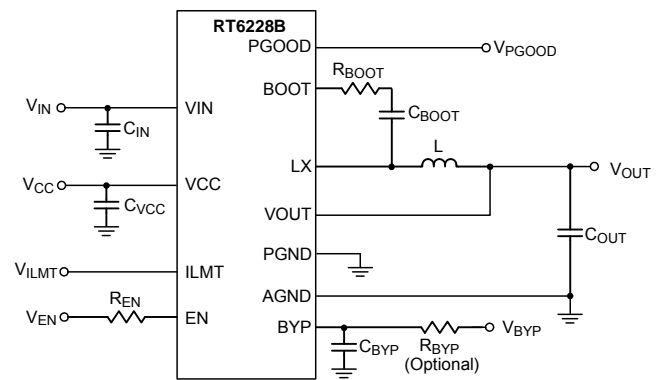 RT6228B
PGOOD
VPGOOD
RBOOT
BOOT
CBOOT
VIN
VIN
CIN
L
LX
VOUT
VCC
VCC
CVCC
VOUT
COUT
PGND
VILMT
ILMT
AGND
REN
VEN
EN
BYP
VBYP
CBYP
RBYP
(Optional)